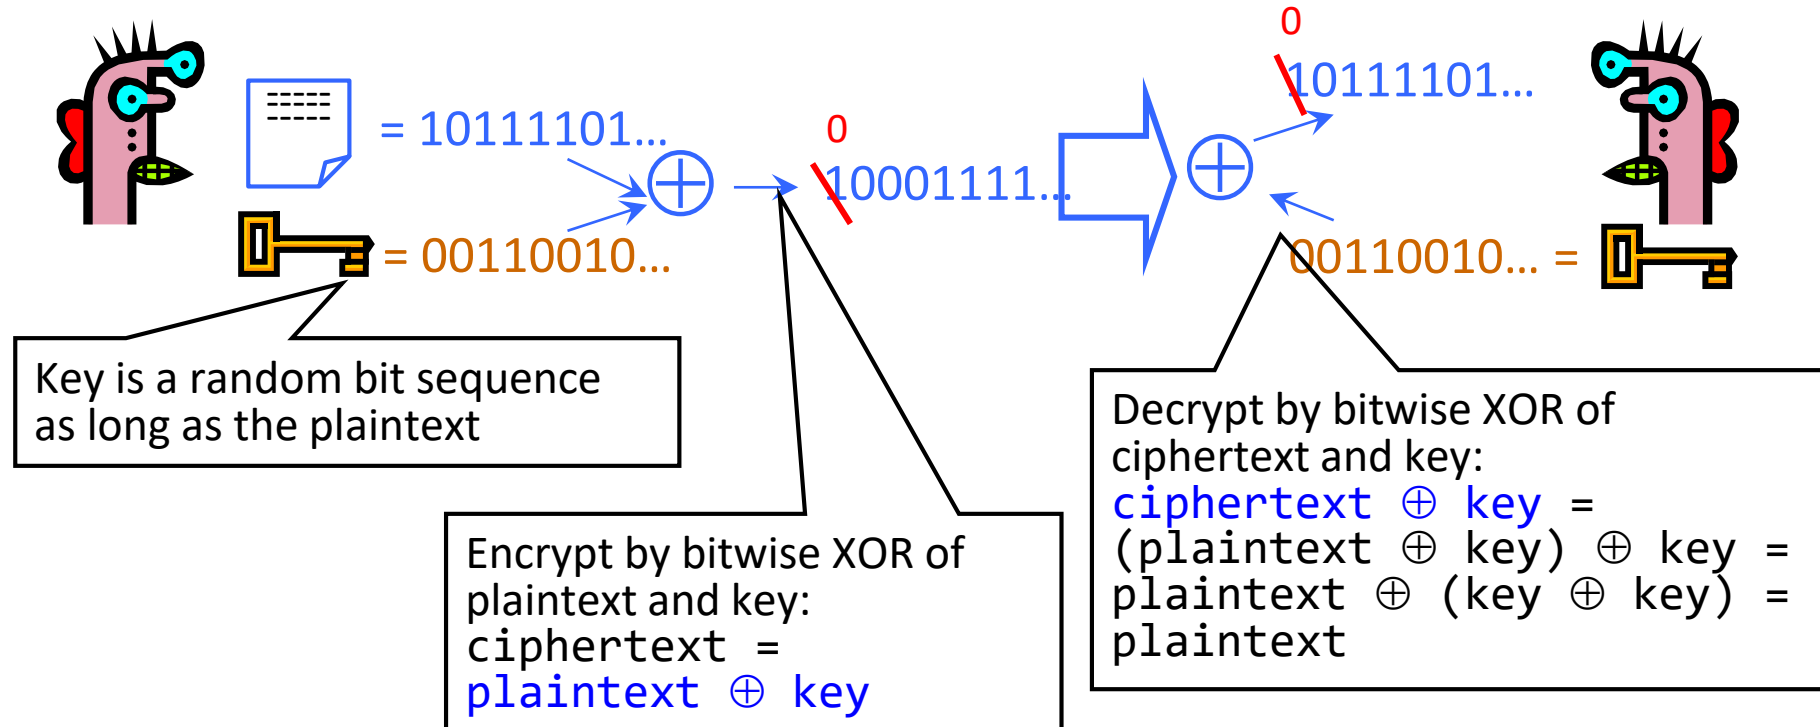 0
10111101...
= 10111101...
0
10001111...
= 00110010...
00110010... =
Key is a random bit sequence
as long as the plaintext
Encrypt by bitwise XOR of
plaintext and key:
ciphertext =
plaintext ⊕ key
Decrypt by bitwise XOR of
ciphertext and key:
ciphertext ⊕ key =
(plaintext ⊕ key) ⊕ key =
plaintext ⊕ (key ⊕ key) =
plaintext